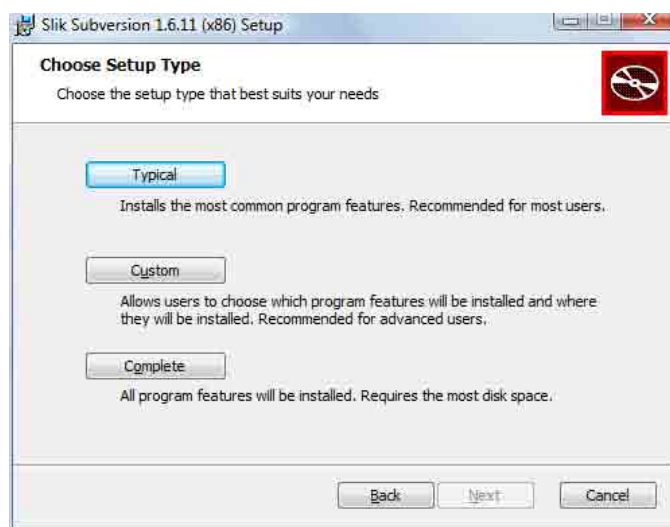 Slik Subversion 1.6.11 (x86) Setup
Choose Setup Type
Choose the setup type that best suits your needs
Typical
Installs the most common program features. Recommended for most users.
Custom
Allows users to choose which program features will be installed and where
they will be installed. Recommended for advanced users.
Complete
All program features will be installed. Requires the most disk space.
Back Next Cancel